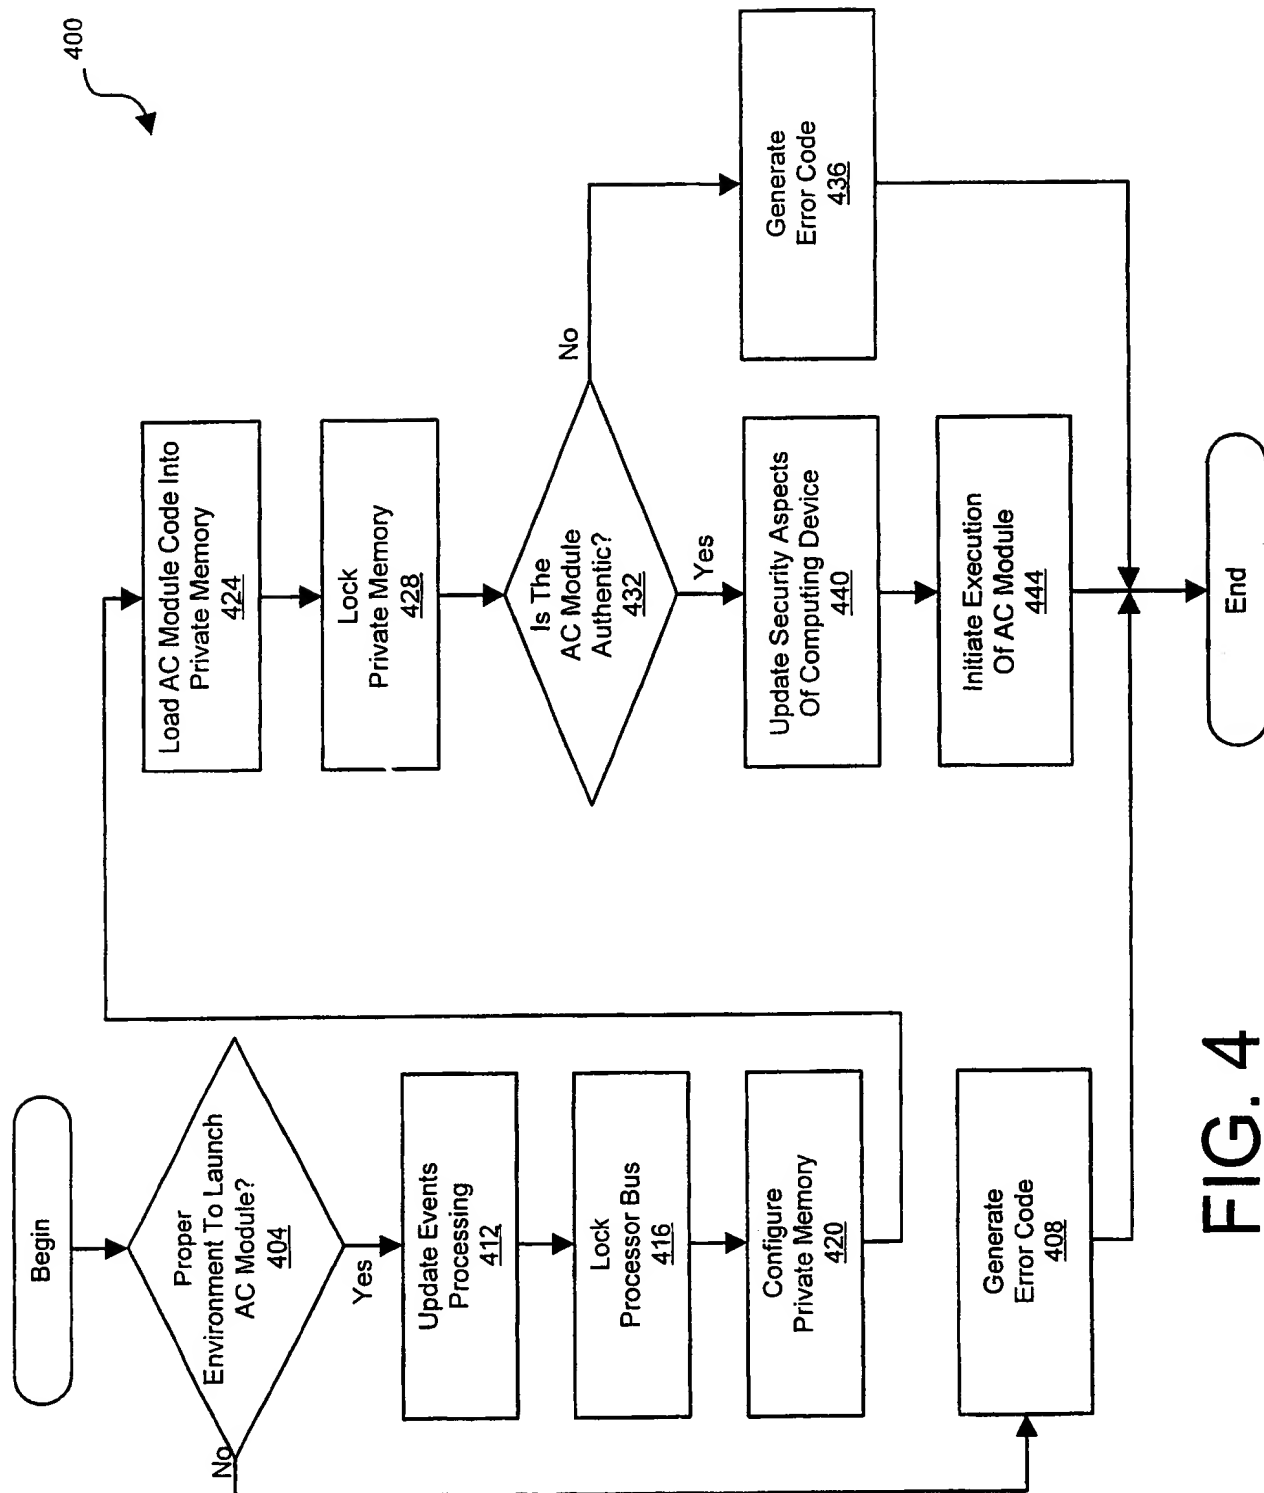 400
Begin
Proper
Environment To Launch
AC Module?
404
No
Yes
Update Events
Processing
412
Lock
Processor Bus
416
Configure
Private Memory
420
Generate
Error Code
408
Load AC Module Code Into
Private Memory
424
Lock
Private Memory
428
Is The
AC Module
Authentic?
432
No
Yes
Generate
Error Code
436
Update Security Aspects
Of Computing Device
440
Initiate Execution
Of AC Module
444
End
FIG. 4